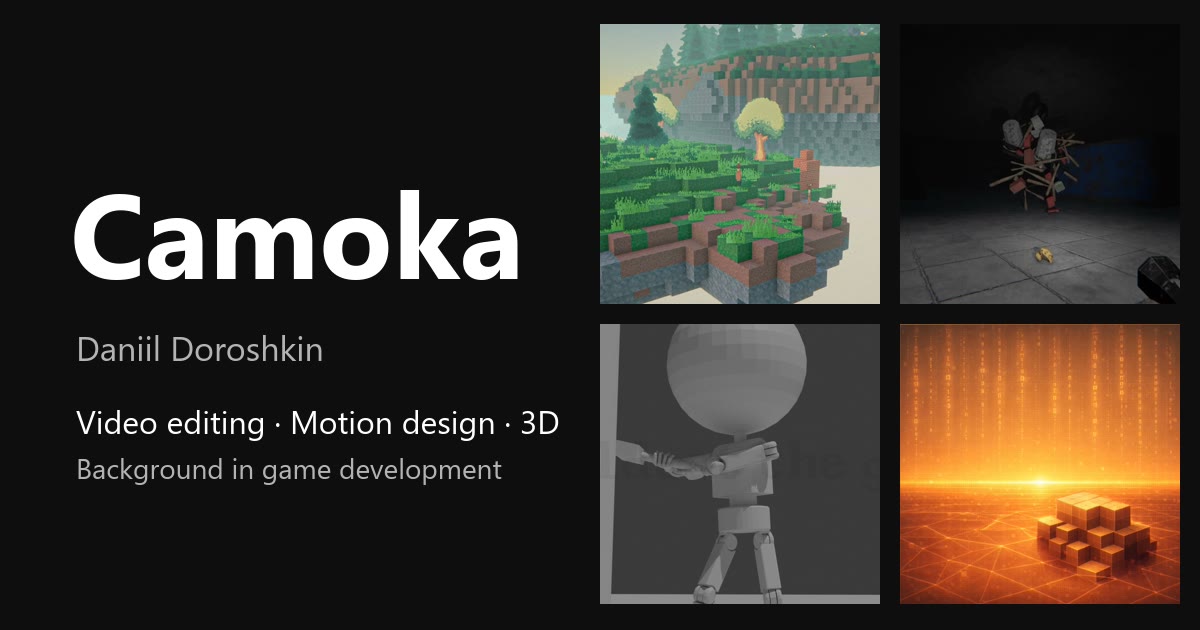 Camoka
Daniil Doroshkin
Video editing · Motion design · 3D
Background in game development